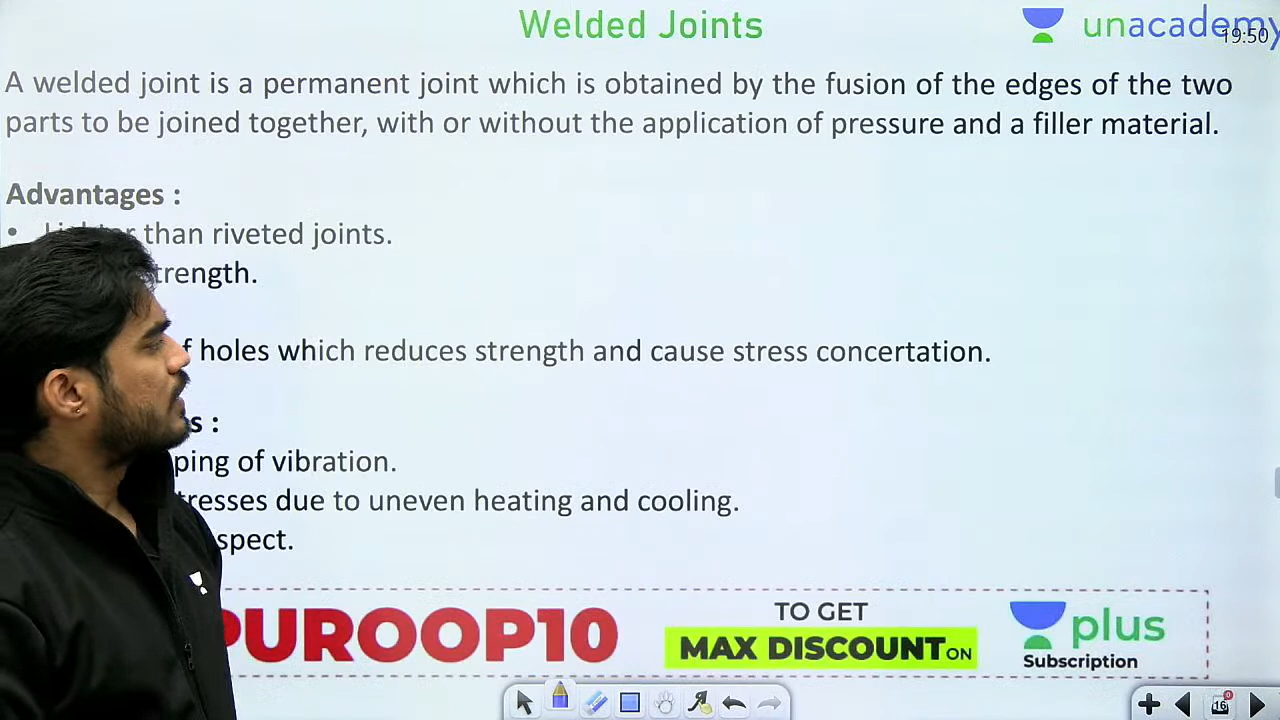 Welded Joints
unacademy
19:50
A welded joint is a permanent joint which is obtained by the fusion of the edges of the two
parts to be joined together, with or without the application of pressure and a filler material.
Advantages :
• than riveted joints.
trength.
f holes which reduces strength and cause stress concertation.
s :
ping of vibration.
tresses due to uneven heating and cooling.
spect.
PUROOP10
TO GET
MAX DISCOUNT ON
plus
Subscription
16
0